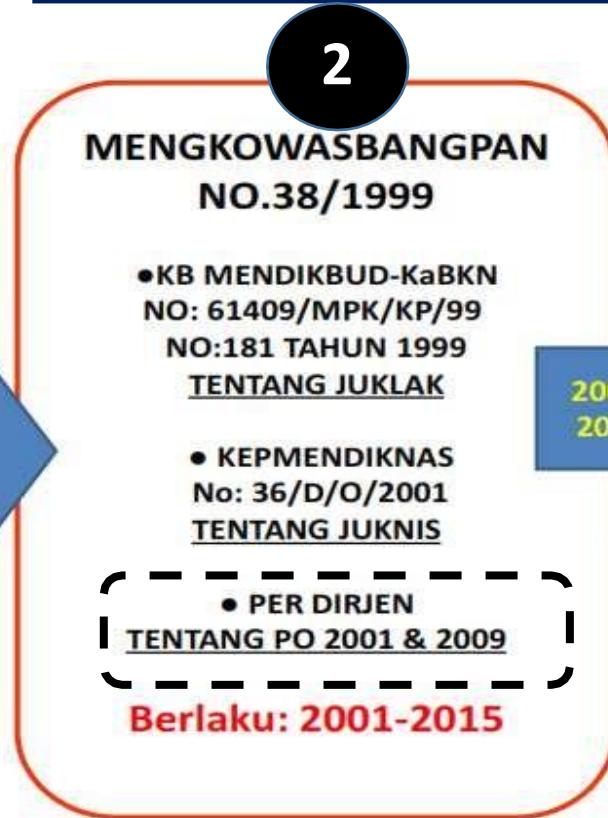 2
MENGKOWASBANGPAN
NO.38/1999
●KB MENDIKBUD-KaBKN
NO: 61409/MPK/KP/99
NO:181 TAHUN 1999
TENTANG JUKLAK
● KEPMENDIKNAS
No: 36/D/O/2001
TENTANG JUKNIS
● PER DIRJEN
TENTANG PO 2001 & 2009
Berlaku: 2001-2015